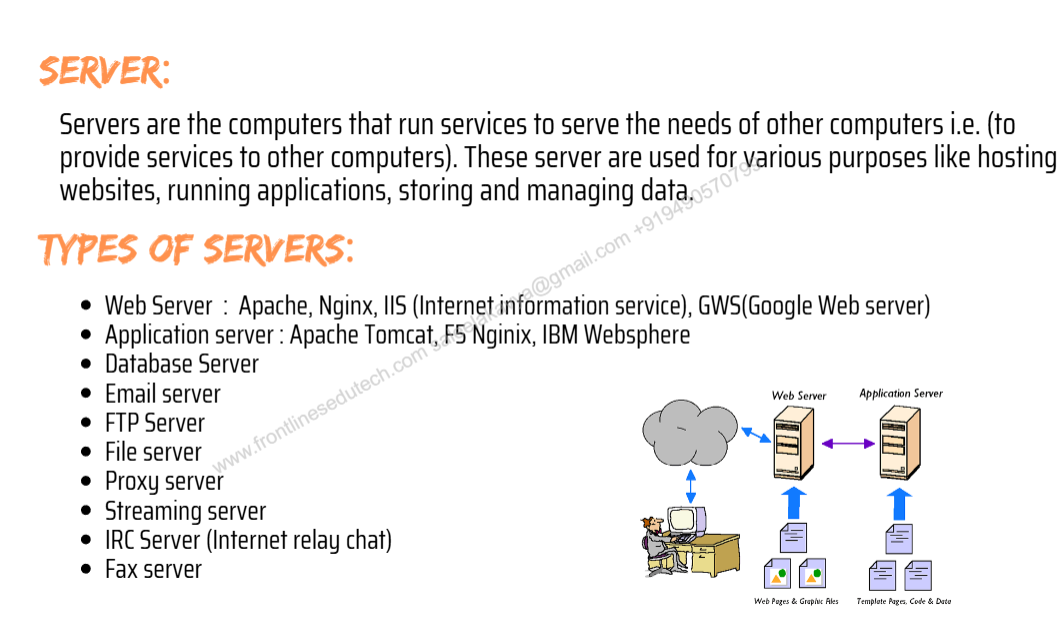 SERVER:
Servers are the computers that run services to serve the needs of other computers i.e. (to
provide services to other computers). These server are used for various purposes like hosting
websites, running applications, storing and managing data.
TYPES OF SERVERS:
• Web Server : Apache, Nginx, IIS (Internet information service), GWS(Google Web server)
• Application server : Apache Tomcat, F5 Nginix, IBM Websphere
• Database Server
• Email server
• FTP Server
• File server
• Proxy server
• Streaming server
• IRC Server (Internet relay chat)
• Fax server
Web Server
Application Server
Web Pages & Graphic Files
Template Pages, Code & Data
www.frontlinesedutech.com